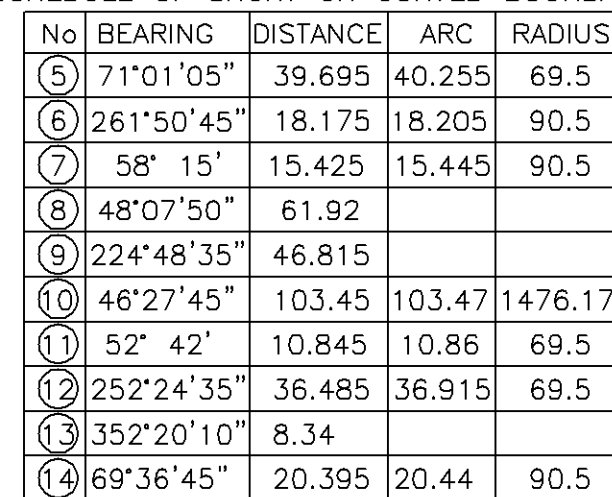 No BEARING DISTANCE ARC RADIUS
5 71°01'05" 39.695 40.255 69.5
6 261°50'45" 18.175 18.205 90.5
7 58° 15' 15.425 15.445 90.5
8 48°07'50" 61.92
9 224°48'35" 46.815
10 46°27'45" 103.45 103.47 1476.17
11 52° 42' 10.845 10.86 69.5
12 252°24'35" 36.485 36.915 69.5
13 352°20'10" 8.34
14 69°36'45" 20.395 20.44 90.5